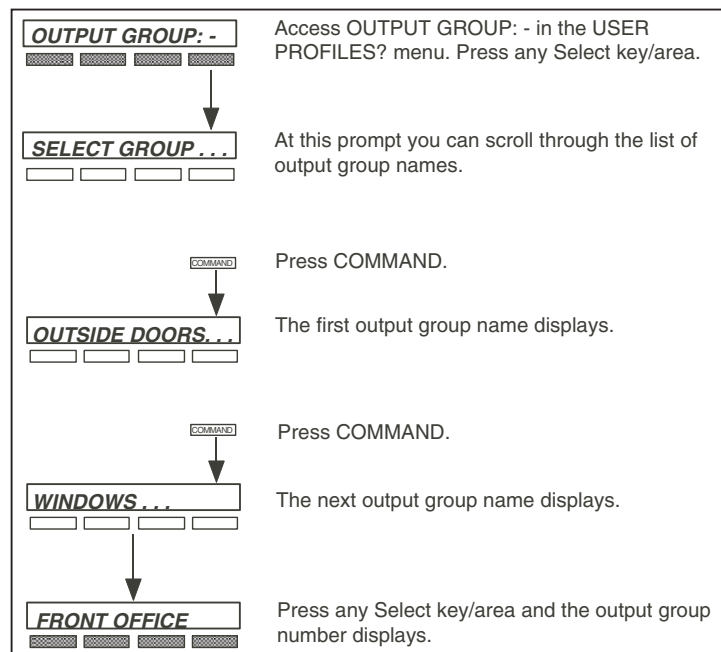 OUTPUT GROUP: -
Access OUTPUT GROUP: - in the USER
PROFILES? menu. Press any Select key/area.
SELECT GROUP . . .
At this prompt you can scroll through the list of
output group names.
COMMAND
Press COMMAND.
OUTSIDE DOORS. . .
The first output group name displays.
COMMAND
Press COMMAND.
WINDOWS . . .
The next output group name displays.
FRONT OFFICE
Press any Select key/area and the output group
number displays.